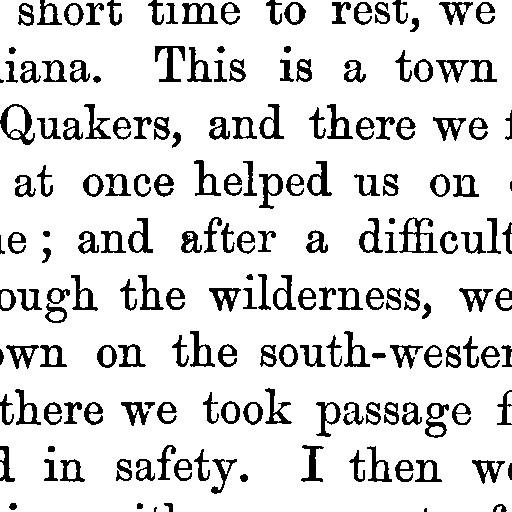 short time to rest, we
iana. This is a town
Quakers, and there we
at once helped us on
e ; and after a difficult
ough the wilderness, we
own on the south-wester
there we took passage f
d in safety. I then we